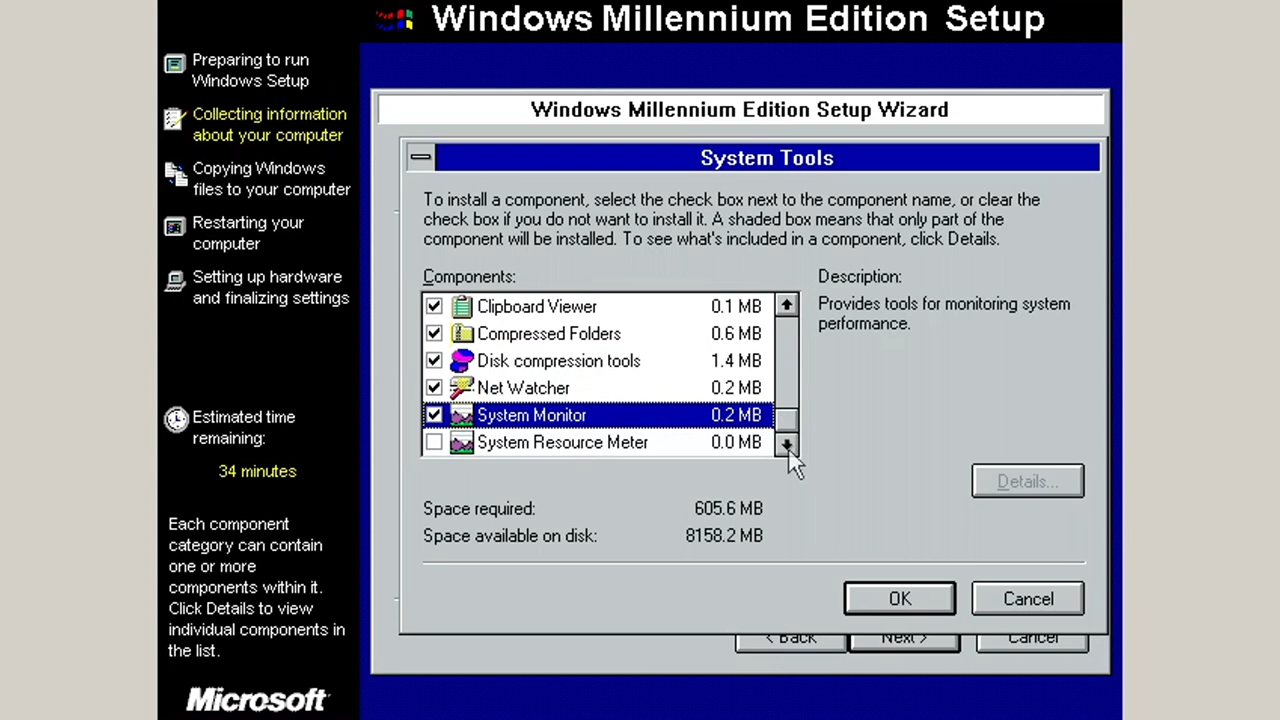 Windows Millennium Edition Setup
Preparing to run
Windows Setup
Collecting information
about your computer
Copying Windows
files to your computer
Restarting your
computer
Setting up hardware
and finalizing settings
Estimated time
remaining:
34 minutes
Each component
category can contain
one or more
components within it.
Click Details to view
individual components in
the list.
Microsoft
Windows Millennium Edition Setup Wizard
System Tools
To install a component, select the check box next to the component name, or clear the
check box if you do not want to install it. A shaded box means that only part of the
component will be installed. To see what's included in a component, click Details.
Components:
Clipboard Viewer 0.1 MB
Compressed Folders 0.6 MB
Disk compression tools 1.4 MB
Net Watcher 0.2 MB
System Monitor 0.2 MB
System Resource Meter 0.0 MB
Description:
Provides tools for monitoring system
performance.
Details...
Space required: 605.6 MB
Space available on disk: 8158.2 MB
OK Cancel
< Back Next > Cancel